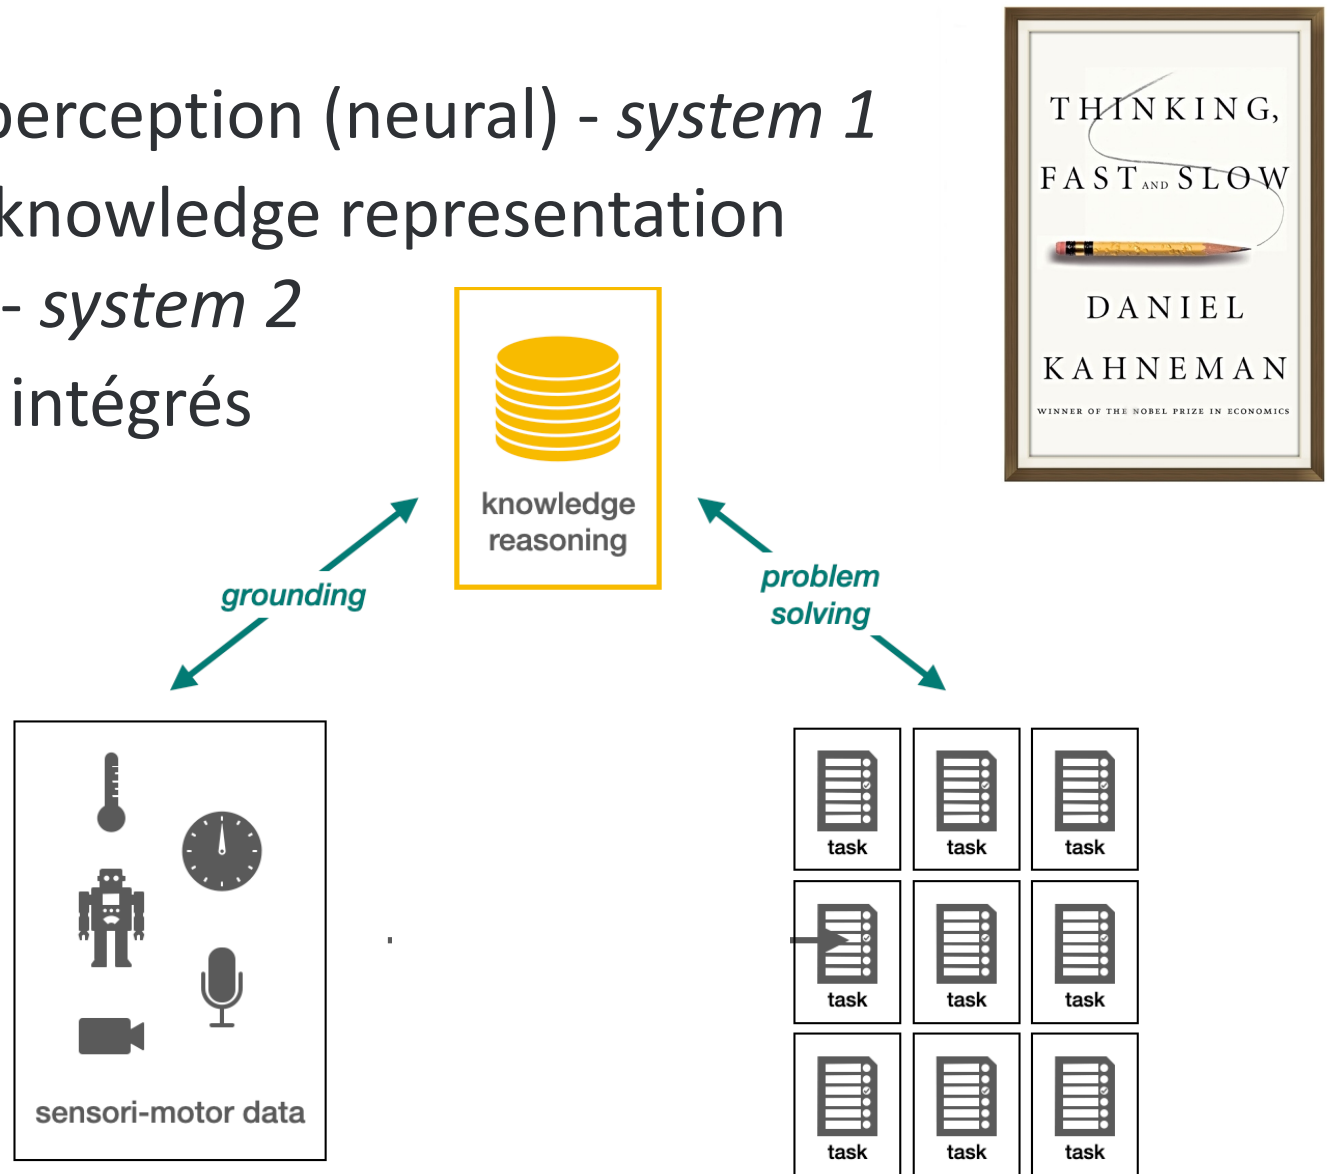 perception (neural) - system 1
knowledge representation
- system 2
intégrés
THINKING,
FAST AND SLOW
DANIEL
KAHNEMAN
WINNER OF THE NOBEL PRIZE IN ECONOMICS
knowledge
reasoning
grounding
problem
solving
sensori-motor data
task task task
task task task
task task task